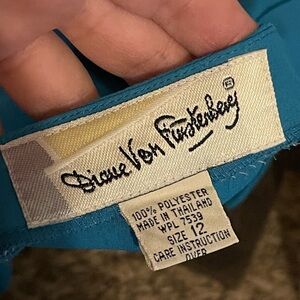 Diane Von Furstenberg ®
100% POLYESTER
MADE IN THAILAND
WPL 7539
SIZE 12
CARE INSTRUCTION
OVER